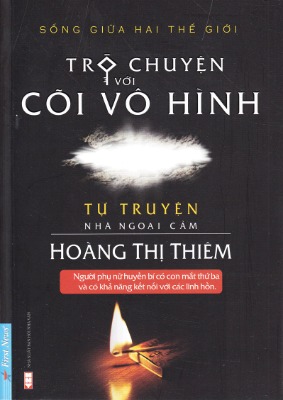 SỐNG GIỮA HAI THẾ GIỚI
TRÒ CHUYỆN
VỚI
CÕI VÔ HÌNH
TỰ TRUYỆN
NHÀ NGOẠI CẢM
HOÀNG THỊ THIÊM
Người phụ nữ huyền bí có con mắt thứ ba
và có khả năng kết nối với các linh hồn.
First News